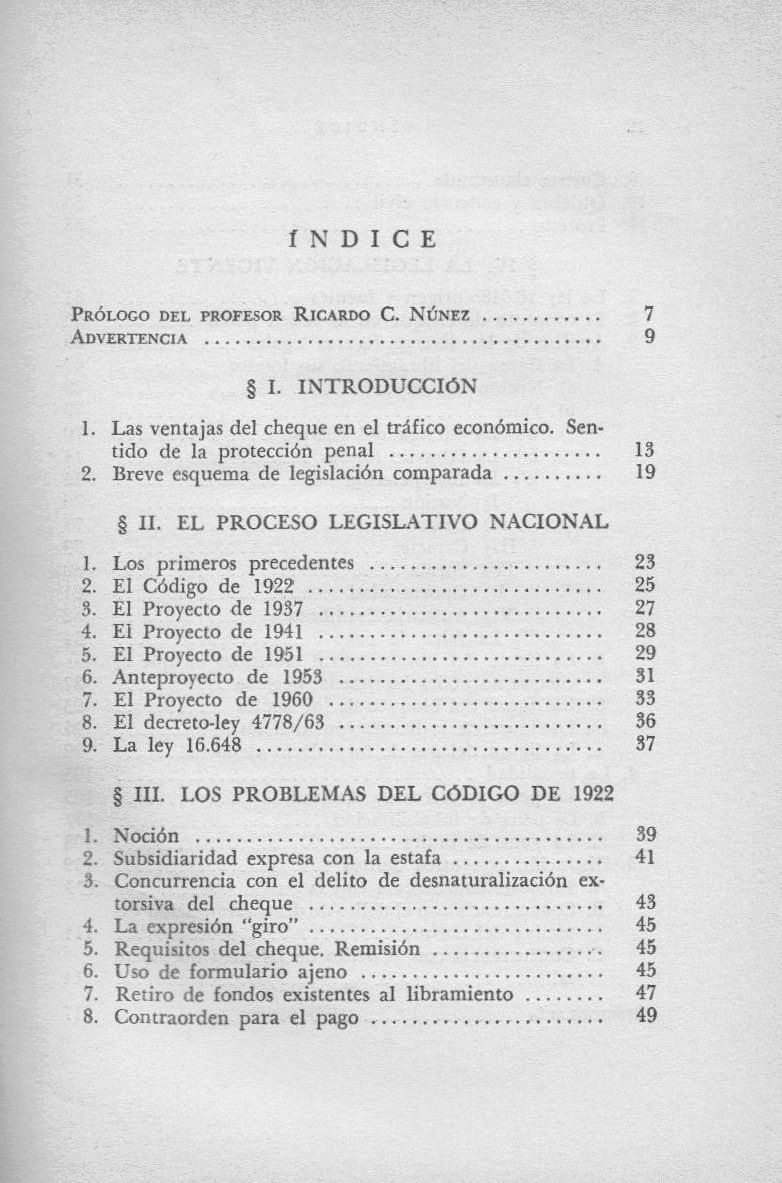 ÍNDICE
PRÓLOGO DEL PROFESOR RICARDO C. NÚÑEZ ............ 7
ADVERTENCIA ....................................... 9
§ I. INTRODUCCIÓN
1. Las ventajas del cheque en el tráfico económico. Sen-
tido de la protección penal ..................... 13
2. Breve esquema de legislación comparada .......... 19
§ II. EL PROCESO LEGISLATIVO NACIONAL
1. Los primeros precedentes ....................... 23
2. El Código de 1922 ............................. 25
3. El Proyecto de 1937 ............................ 27
4. El Proyecto de 1941 ............................ 28
5. El Proyecto de 1951 ............................ 29
6. Anteproyecto de 1953 .......................... 31
7. El Proyecto de 1960 ........................... 33
8. El decreto-ley 4778/63 .......................... 36
9. La ley 16.648 .................................. 37
§ III. LOS PROBLEMAS DEL CÓDIGO DE 1922
1. Noción ........................................ 39
2. Subsidiaridad expresa con la estafa ............... 41
3. Concurrencia con el delito de desnaturalización ex-
torsiva del cheque ............................. 43
4. La expresión "giro" ............................. 45
5. Requisitos del cheque. Remisión ................. 45
6. Uso de formulario ajeno ........................ 45
7. Retiro de fondos existentes al libramiento ........ 47
8. Contraorden para el pago ....................... 49